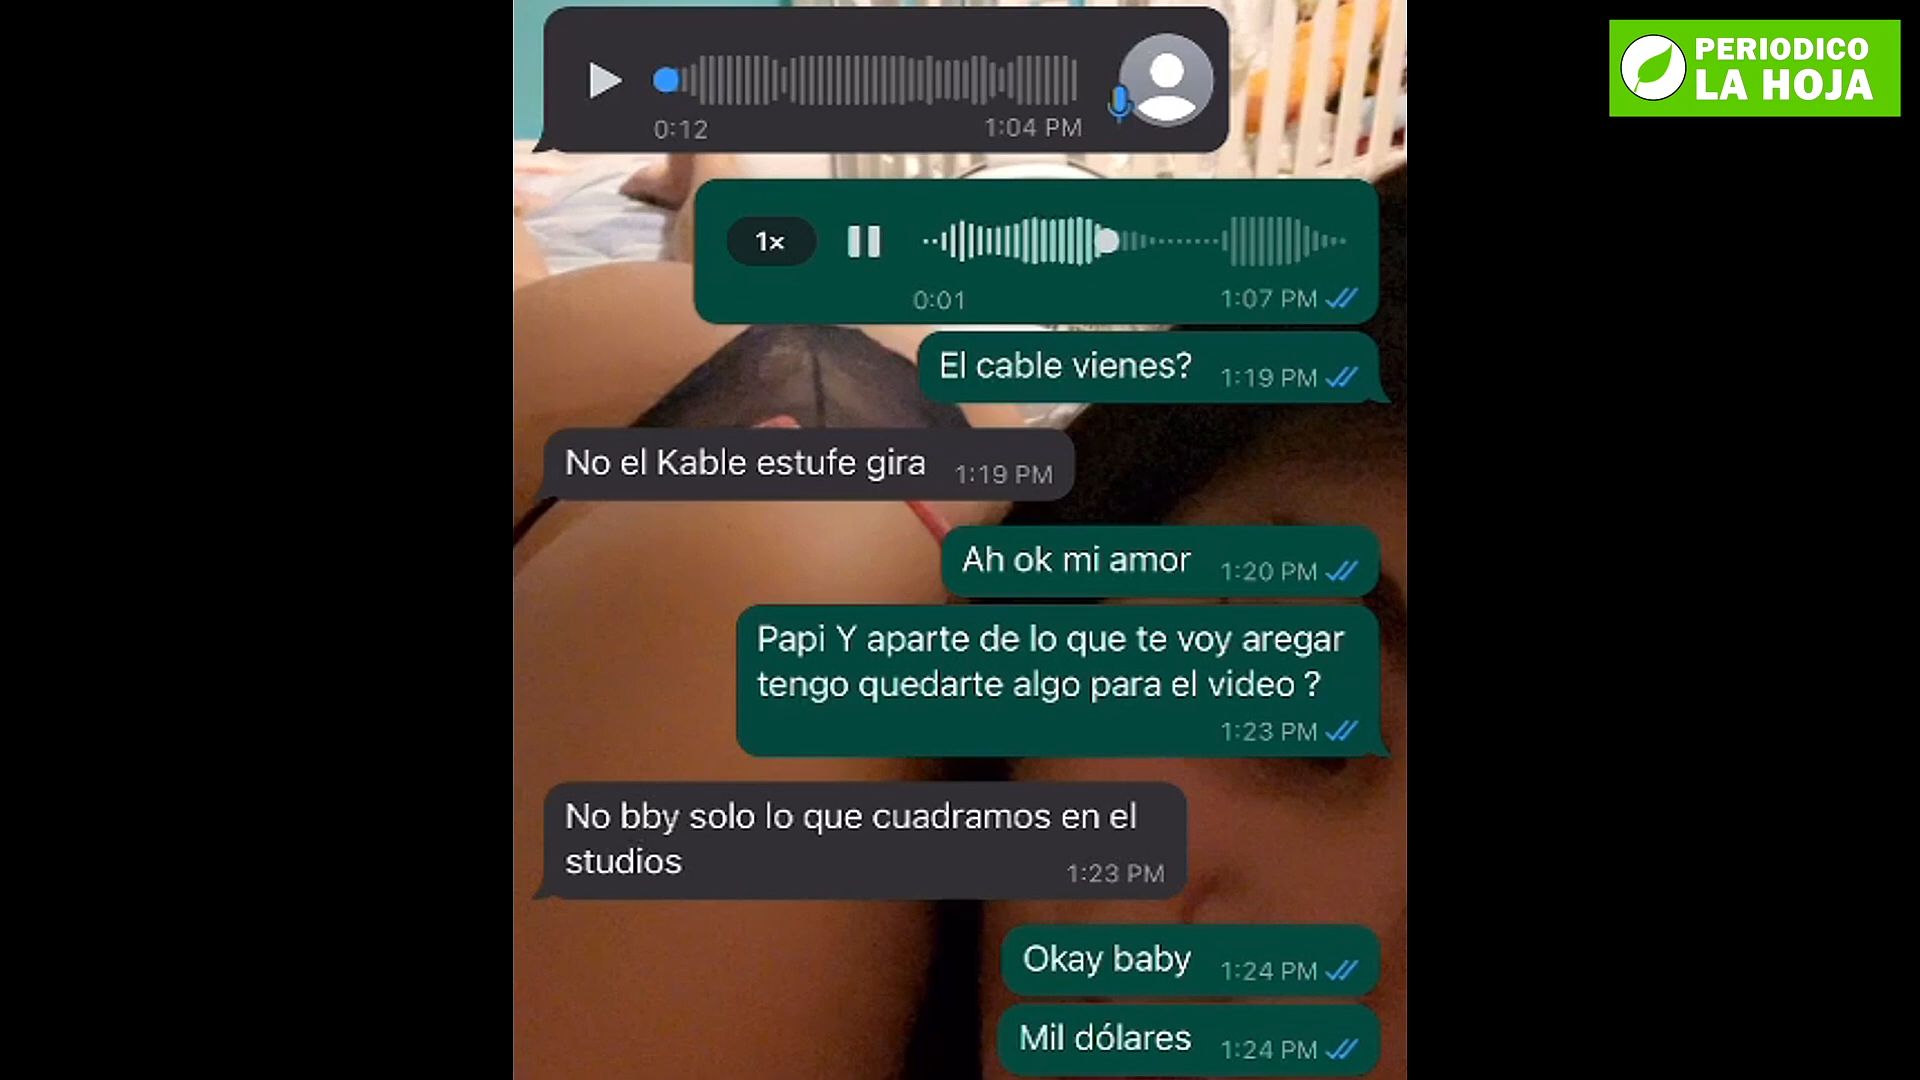 PERIODICO
LA HOJA
0:12
1:04 PM
1x
0:01
1:07 PM
El cable vienes?
1:19 PM
No el Kable estufe gira
1:19 PM
Ah ok mi amor
1:20 PM
Papi Y aparte de lo que te voy aregar
tengo quedarte algo para el video ?
1:23 PM
No bby solo lo que cuadramos en el
studios
1:23 PM
Okay baby
1:24 PM
Mil dólares
1:24 PM